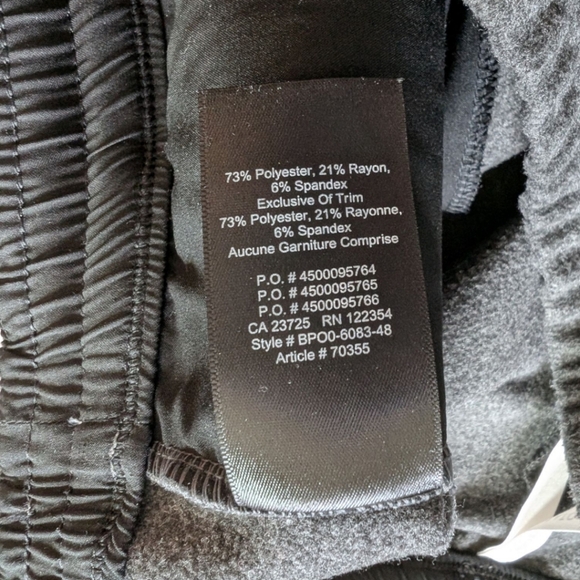 73% Polyester, 21% Rayon,
6% Spandex
Exclusive Of Trim
73% Polyester, 21% Rayonne,
6% Spandex
Aucune Garniture Comprise
P.O. # 4500095764
P.O. # 4500095765
P.O. # 4500095766
CA 23725 RN 122354
Style # BPO0-6083-48
Article # 70355